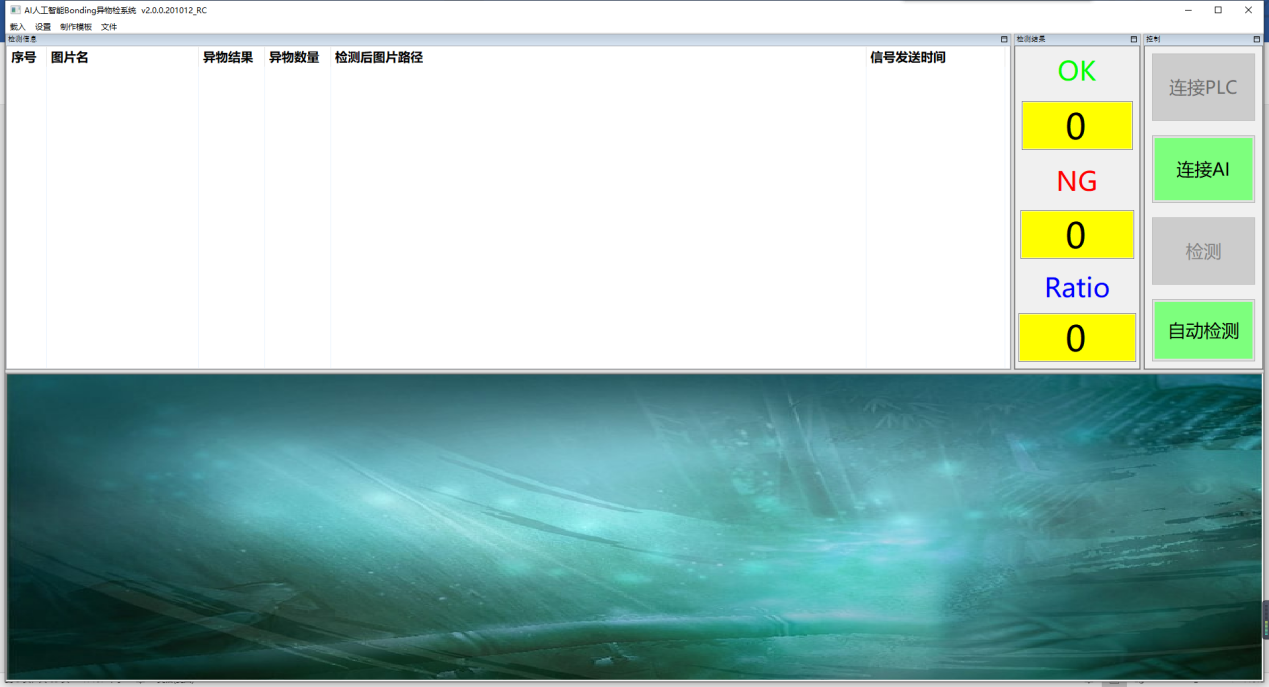 AI人工智能Bonding异物检系统 v2.0.0.201012_RC
载入 设置 制作模板 文件
检测信息
序号 图片名 异物结果 异物数量 检测后图片路径 信号发送时间
检测结果
OK
0
NG
0
Ratio
0
控制
连接PLC
连接AI
检测
自动检测